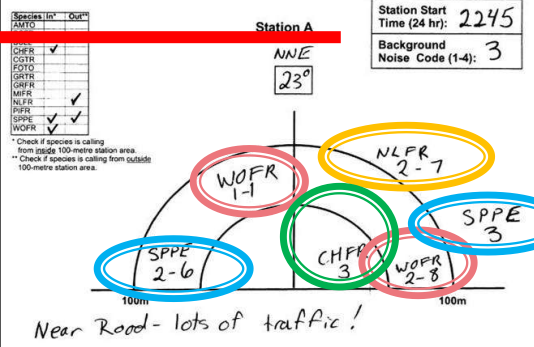 Species In* Out**
AMTO
CHFR ✓
CGTR
FOTO
GRTR
GRFR
MIFR
NLFR ✓
PIFR
SPPE ✓ ✓
WOFR ✓
* Check if species is calling
from inside 100-metre station area.
** Check if species is calling from outside
100-metre station area.
Station A
NNE
23°
Station Start
Time (24 hr): 2245
Background
Noise Code (1-4): 3
NLFR
2-7
WOFR
1-1
SPPE
3
SPPE
2-6
CHFR
3
WOFR
2-8
100m
100m
Near Road - lots of traffic!